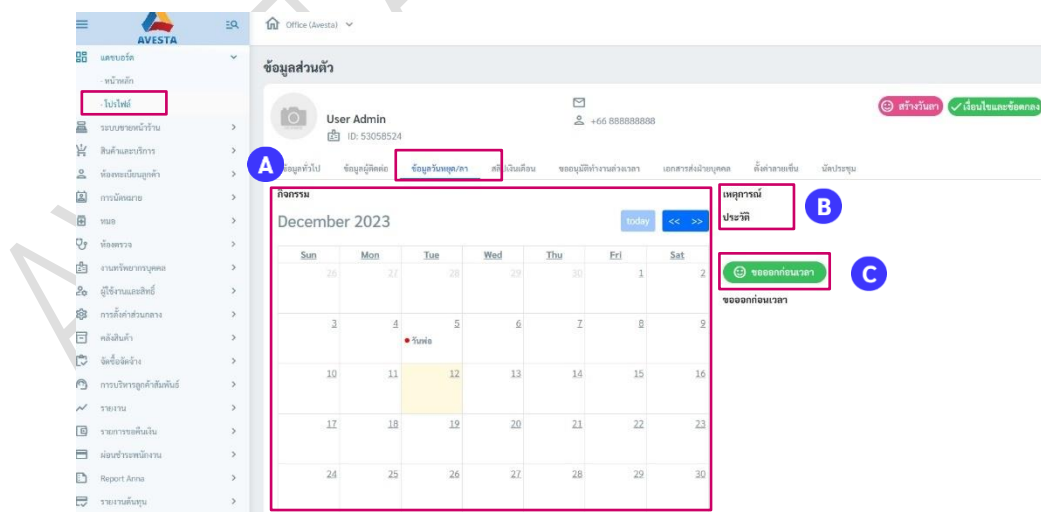 AVESTA
Office (Avesta)
แดชบอร์ด
· หน้าหลัก
· โปรไฟล์
ระบบขายหน้าร้าน
สินค้าและบริการ
ห้องทะเบียนลูกค้า
การนัดหมาย
หมอ
ห้องตรวจ
งานทรัพยากรบุคคล
ผู้ใช้งานและสิทธิ์
การตั้งค่าส่วนกลาง
คลังสินค้า
จัดซื้อจัดจ้าง
การบริหารลูกค้าสัมพันธ์
รายงาน
รายการขอคืนเงิน
ผ่อนชำระพนักงาน
Report Anna
รายงานต้นทุน
ข้อมูลส่วนตัว
User Admin
ID: 53058524
+66 888888888
สร้างวันลา
เงื่อนไขและข้อตกลง
A
ข้อมูลทั่วไป ข้อมูลผู้ติดต่อ ข้อมูลวันหยุด/ลา สลิปเงินเดือน ขออนุมัติทำงานล่วงเวลา เอกสารส่งฝ่ายบุคคล ตั้งค่าลายเซ็น นัดประชุม
กิจกรรม
December 2023
today << >>
Sun Mon Tue Wed Thu Fri Sat
26 27 28 29 30 1 2
3 4 5 6 7 8 9
วันพ่อ
10 11 12 13 14 15 16
17 18 19 20 21 22 23
24 25 26 27 28 29 30
เหตุการณ์
ประวัติ
B
ขอออกก่อนเวลา
C
ขอออกก่อนเวลา